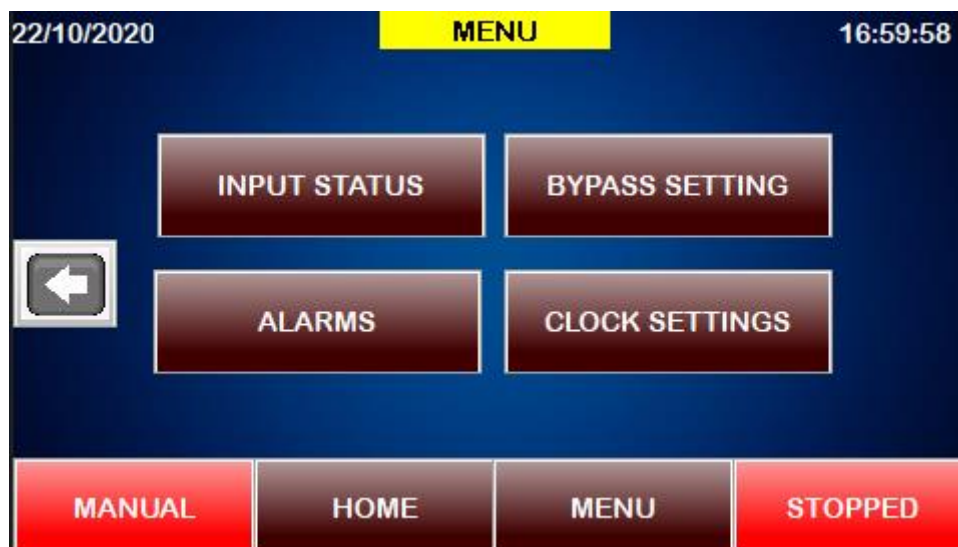 22/10/2020 MENU 16:59:58
INPUT STATUS BYPASS SETTING
ALARMS CLOCK SETTINGS
MANUAL HOME MENU STOPPED